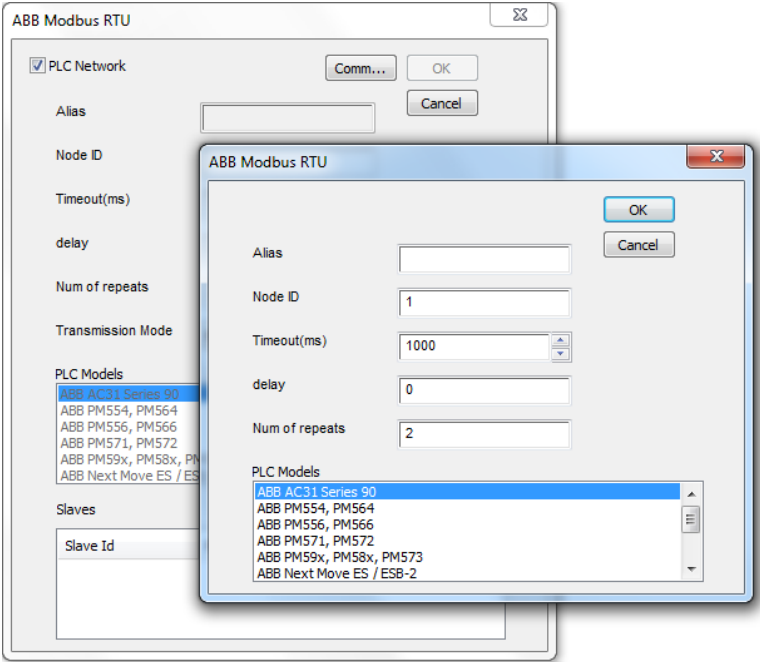 ABB Modbus RTU
PLC Network
Comm...
OK
Cancel
Alias
Node ID
Timeout(ms)
delay
Num of repeats
Transmission Mode
PLC Models
ABB AC31 Series 90
ABB PM554, PM564
ABB PM556, PM566
ABB PM571, PM572
ABB PM59x, PM58x, PM
ABB Next Move ES / ES
Slaves
Slave Id
ABB Modbus RTU
OK
Cancel
Alias
Node ID
1
Timeout(ms)
1000
delay
0
Num of repeats
2
PLC Models
ABB AC31 Series 90
ABB PM554, PM564
ABB PM556, PM566
ABB PM571, PM572
ABB PM59x, PM58x, PM573
ABB Next Move ES / ESB-2